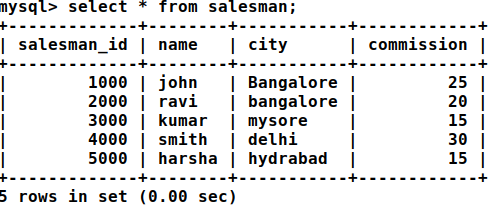 mysql> select * from salesman;
+-------------+--------+-----------+------------+
| salesman_id | name   | city      | commission |
+-------------+--------+-----------+------------+
|        1000 | john   | Bangalore |         25 |
|        2000 | ravi   | bangalore |         20 |
|        3000 | kumar  | mysore    |         15 |
|        4000 | smith  | delhi     |         30 |
|        5000 | harsha | hydrabad  |         15 |
+-------------+--------+-----------+------------+
5 rows in set (0.00 sec)